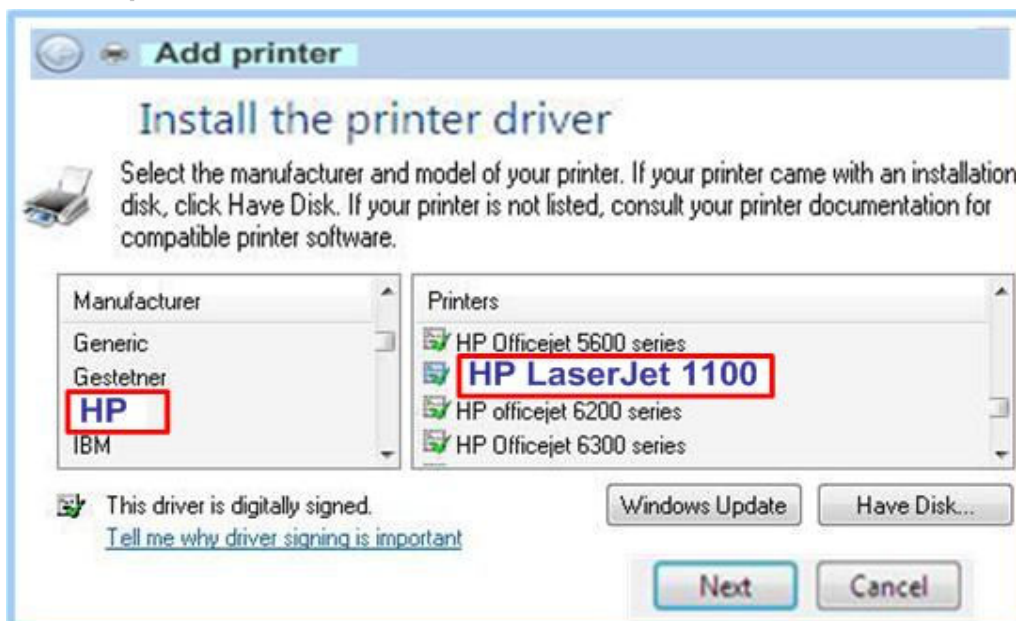 Add printer
Install the printer driver
Select the manufacturer and model of your printer. If your printer came with an installation
disk, click Have Disk. If your printer is not listed, consult your printer documentation for
compatible printer software.
Manufacturer
Generic
Gestetner
HP
IBM
Printers
HP Officejet 5600 series
HP LaserJet 1100
HP officejet 6200 series
HP Officejet 6300 series
This driver is digitally signed.
Tell me why driver signing is important
Windows Update
Have Disk...
Next
Cancel